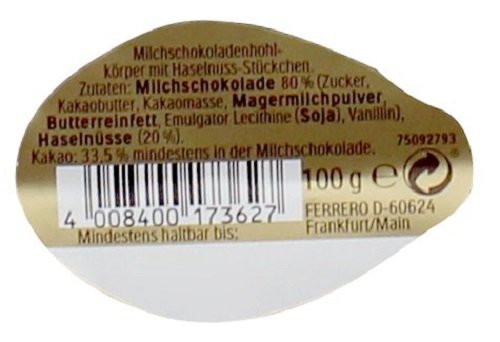 Milchschokoladenhohl-
körper mit Haselnuss-Stückchen.
Zutaten: Milchschokolade 80 % (Zucker,
Kakaobutter, Kakaomasse, Magermilchpulver,
Butterreinfett, Emulgator Lecithine (Soja), Vanillin),
Haselnüsse (20 %).
75092793
Kakao: 33,5 % mindestens in der Milchschokolade.
100 g ℮
®
4 008400 173627
FERRERO D-60624
Frankfurt/Main
Mindestens haltbar bis: